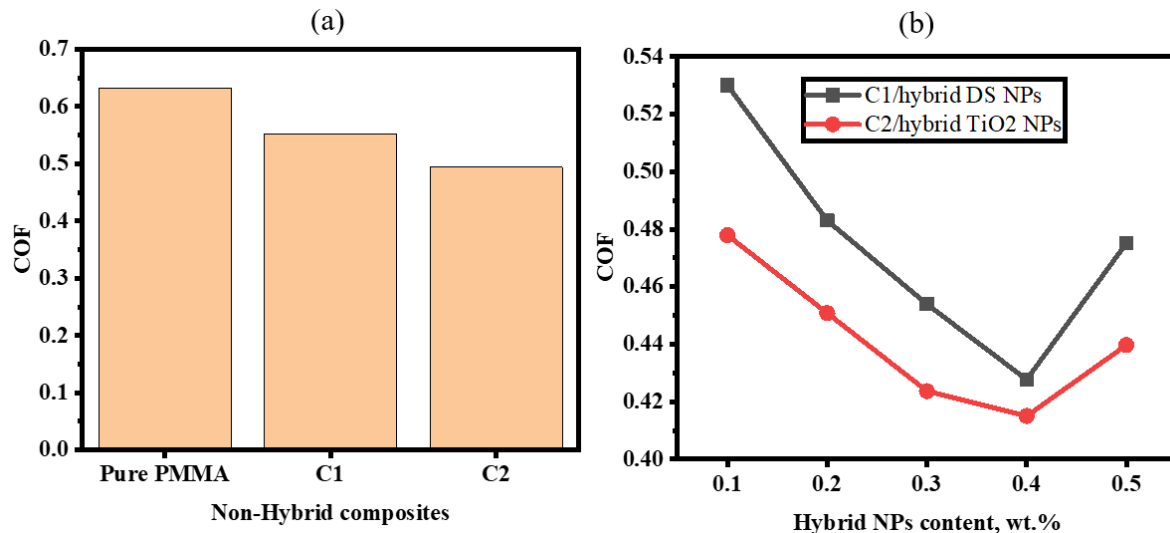 (a)
0.7
0.6
0.5
0.4
0.3
0.2
0.1
0.0
COF
Pure PMMA C1 C2
Non-Hybrid composites
(b)
0.54
0.52
0.50
0.48
0.46
0.44
0.42
0.40
COF
C1/hybrid DS NPs
C2/hybrid TiO2 NPs
0.1 0.2 0.3 0.4 0.5
Hybrid NPs content, wt.%